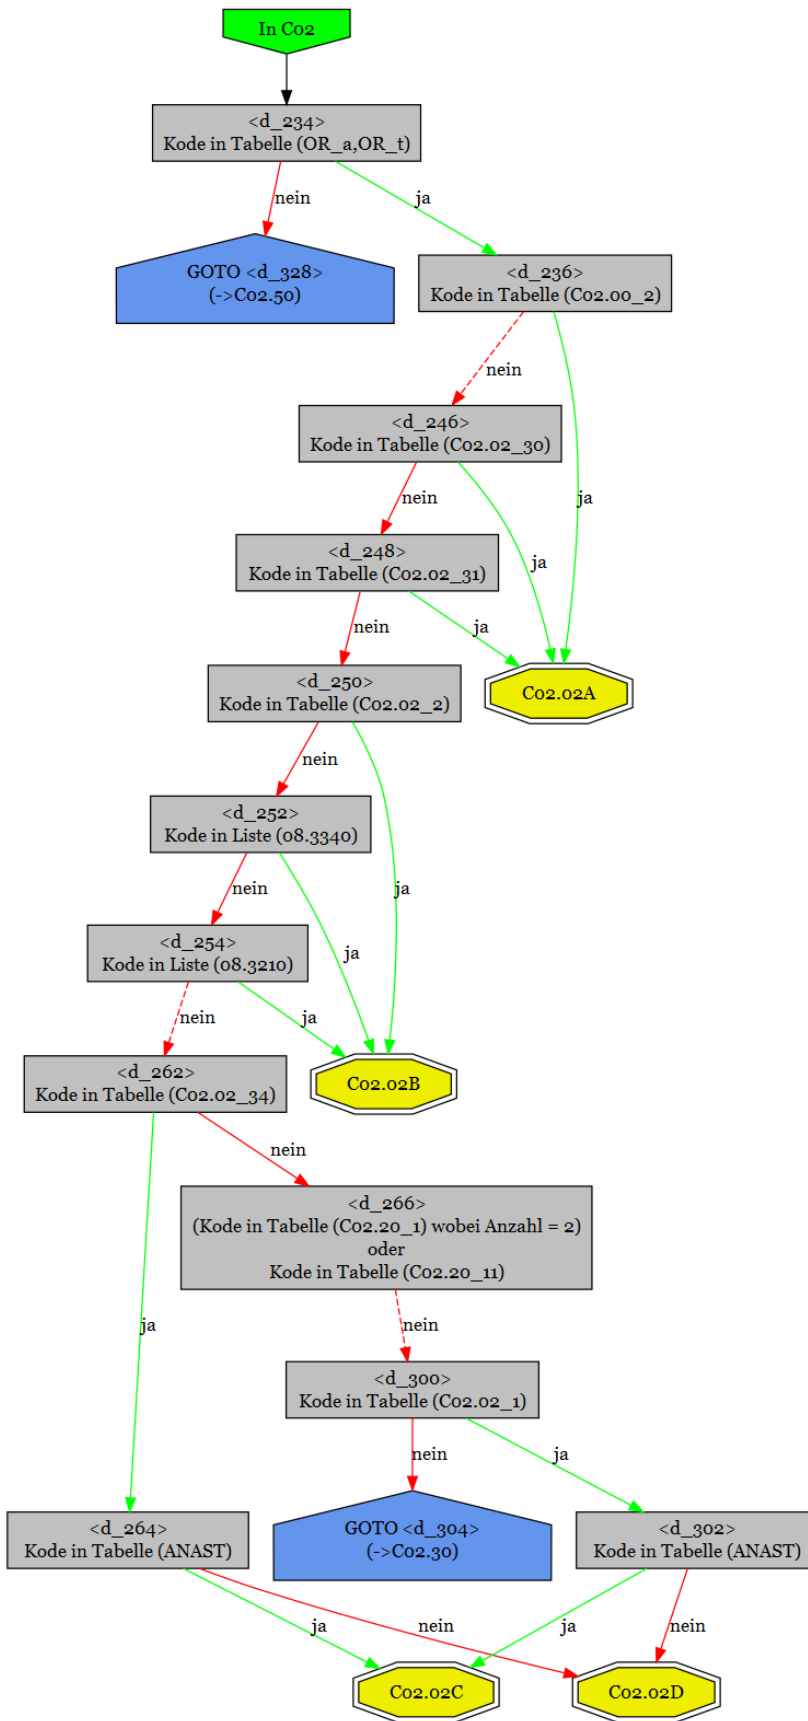 In C02
<d_234>
Kode in Tabelle (OR_a,OR_t)
nein
ja
GOTO <d_328>
(->C02.50)
<d_236>
Kode in Tabelle (C02.00_2)
nein
ja
<d_246>
Kode in Tabelle (C02.02_30)
nein
ja
<d_248>
Kode in Tabelle (C02.02_31)
nein
ja
C02.02A
<d_250>
Kode in Tabelle (C02.02_2)
nein
ja
<d_252>
Kode in Liste (08.3340)
nein
ja
<d_254>
Kode in Liste (08.3210)
nein
ja
C02.02B
<d_262>
Kode in Tabelle (C02.02_34)
nein
ja
<d_266>
(Kode in Tabelle (C02.20_1) wobei Anzahl = 2)
oder
Kode in Tabelle (C02.20_11)
nein
<d_300>
Kode in Tabelle (C02.02_1)
nein
ja
<d_264>
Kode in Tabelle (ANAST)
GOTO <d_304>
(->C02.30)
<d_302>
Kode in Tabelle (ANAST)
ja
nein
ja
nein
C02.02C
C02.02D